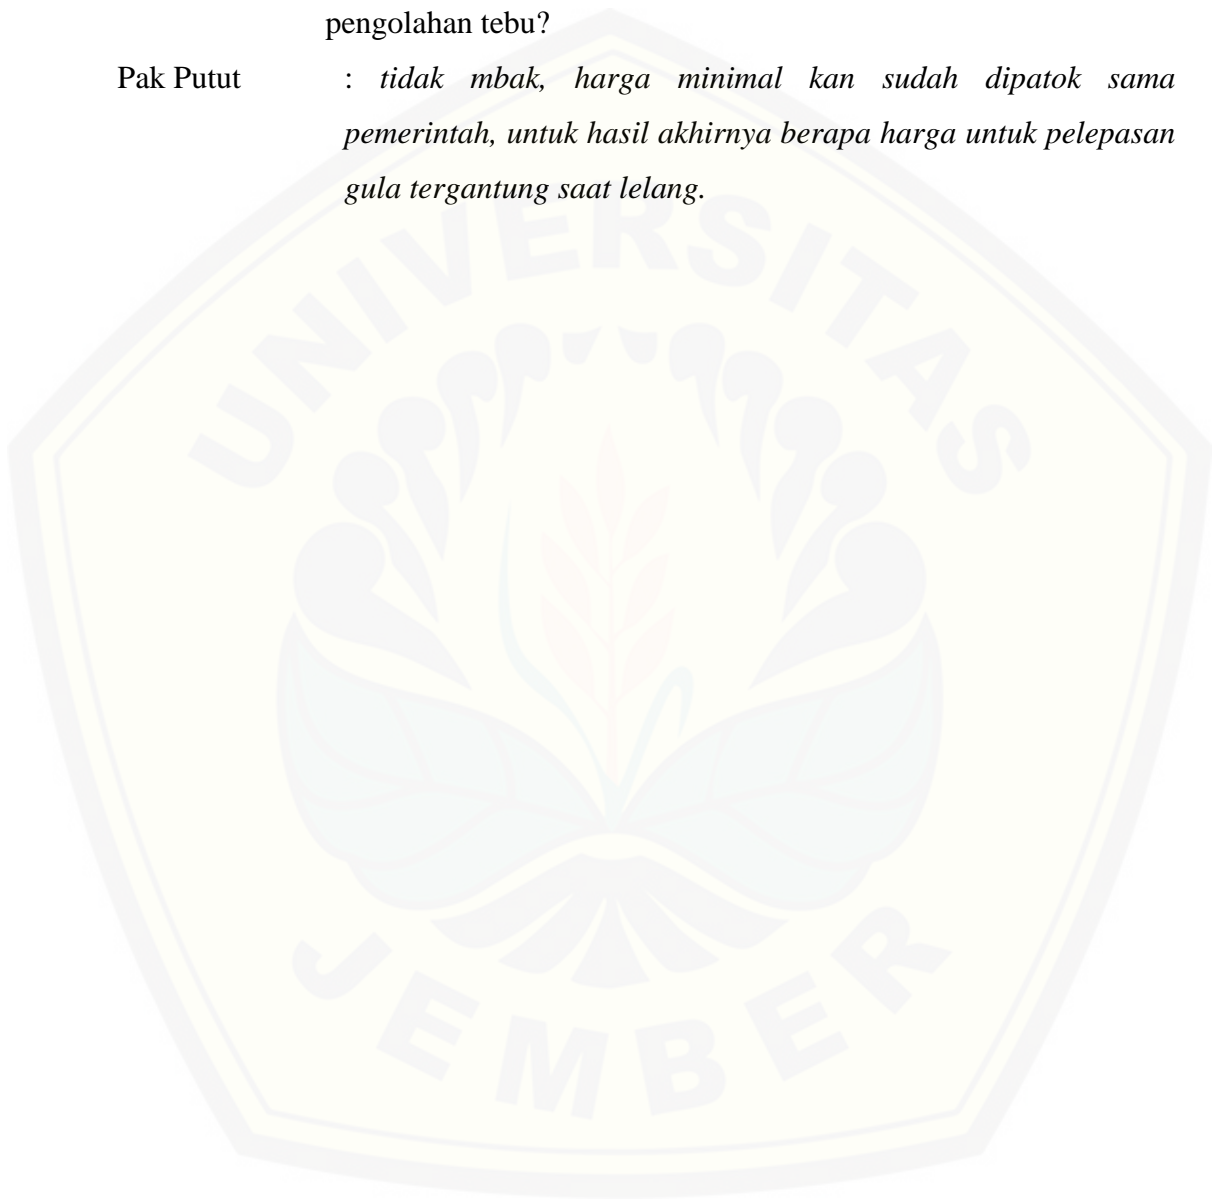 pengolahan tebu?
Pak Putut : tidak mbak, harga minimal kan sudah dipatok sama
pemerintah, untuk hasil akhirnya berapa harga untuk pelepasan
gula tergantung saat lelang.
UNIVERSITAS
JEMBER